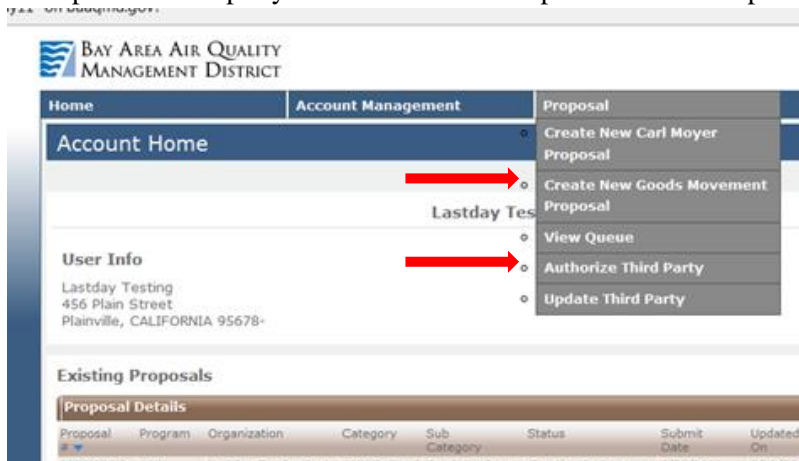 BAY AREA AIR QUALITY
MANAGEMENT DISTRICT
Home Account Management Proposal
Account Home
Create New Carl Moyer
Proposal
Create New Goods Movement
Proposal
Lastday Tes
View Queue
Authorize Third Party
Update Third Party
User Info
Lastday Testing
456 Plain Street
Plainville, CALIFORNIA 95678-
Existing Proposals
Proposal Details
Proposal Program Organization Category Sub Status Submit Updated
# Category Date On